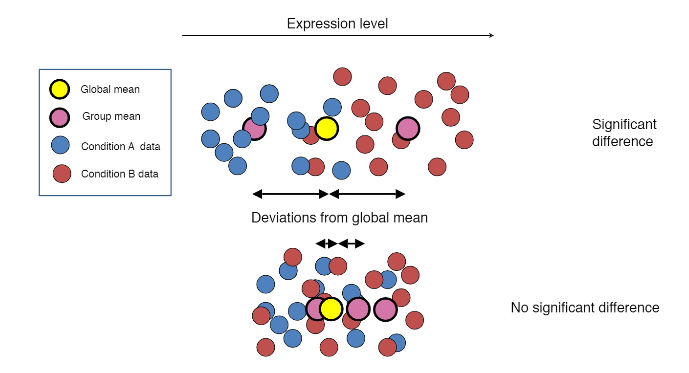 Expression level
Global mean
Group mean
Condition A  data
Condition B data
Significant
difference
Deviations from global mean
No significant difference